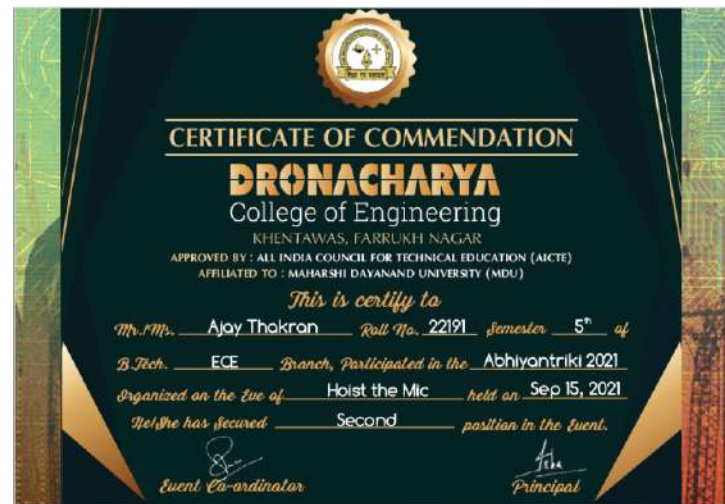 CERTIFICATE OF COMMENDATION
DRONACHARYA
College of Engineering
KHENTAWAS, FARRUKH NAGAR
APPROVED BY : ALL INDIA COUNCIL FOR TECHNICAL EDUCATION (AICTE)
AFFILIATED TO : MAHARSHI DAYANAND UNIVERSITY (MDU)
This is certify to
Mr./Ms. Ajay Thakran Roll No. 22191 Semester 5th of
B.Tech. ECE Branch, Participated in the Abhiyantriki 2021
Organized on the Eve of Hoist the Mic held on Sep 15, 2021
He/She has Secured Second position in the Event.
Event Co-ordinator
Principal